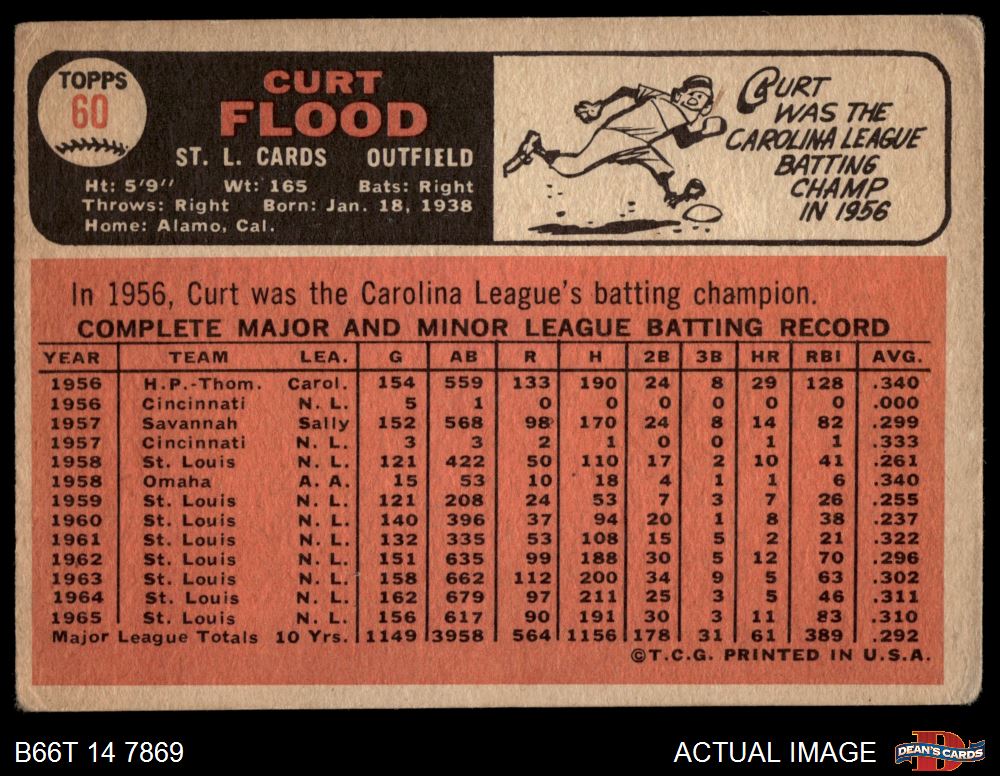 TOPPS
60
CURT
FLOOD
ST. L. CARDS OUTFIELD
Ht: 5'9" Wt: 165 Bats: Right
Throws: Right Born: Jan. 18, 1938
Home: Alamo, Cal.
CURT
WAS THE
CAROLINA LEAGUE
BATTING
CHAMP
IN 1956
In 1956, Curt was the Carolina League's batting champion.
COMPLETE MAJOR AND MINOR LEAGUE BATTING RECORD
YEAR TEAM LEA. G AB R H 2B 3B HR RBI AVG.
1956 H.P.-Thom. Carol. 154 559 133 190 24 8 29 128 .340
1956 Cincinnati N. L. 5 1 0 0 0 0 0 0 .000
1957 Savannah Sally 152 568 98 170 24 8 14 82 .299
1957 Cincinnati N. L. 3 3 2 1 0 0 1 1 .333
1958 St. Louis N. L. 121 422 50 110 17 2 10 41 .261
1958 Omaha A. A. 15 53 10 18 4 1 1 6 .340
1959 St. Louis N. L. 121 208 24 53 7 3 7 26 .255
1960 St. Louis N. L. 140 396 37 94 20 1 8 38 .237
1961 St. Louis N. L. 132 335 53 108 15 5 2 21 .322
1962 St. Louis N. L. 151 635 99 188 30 5 12 70 .296
1963 St. Louis N. L. 158 662 112 200 34 9 5 63 .302
1964 St. Louis N. L. 162 679 97 211 25 3 5 46 .311
1965 St. Louis N. L. 156 617 90 191 30 3 11 83 .310
Major League Totals 10 Yrs. 1149 3958 564 1156 178 31 61 389 .292
©T.C.G. PRINTED IN U.S.A.
B66T 14 7869
ACTUAL IMAGE
D
DEAN'S CARDS